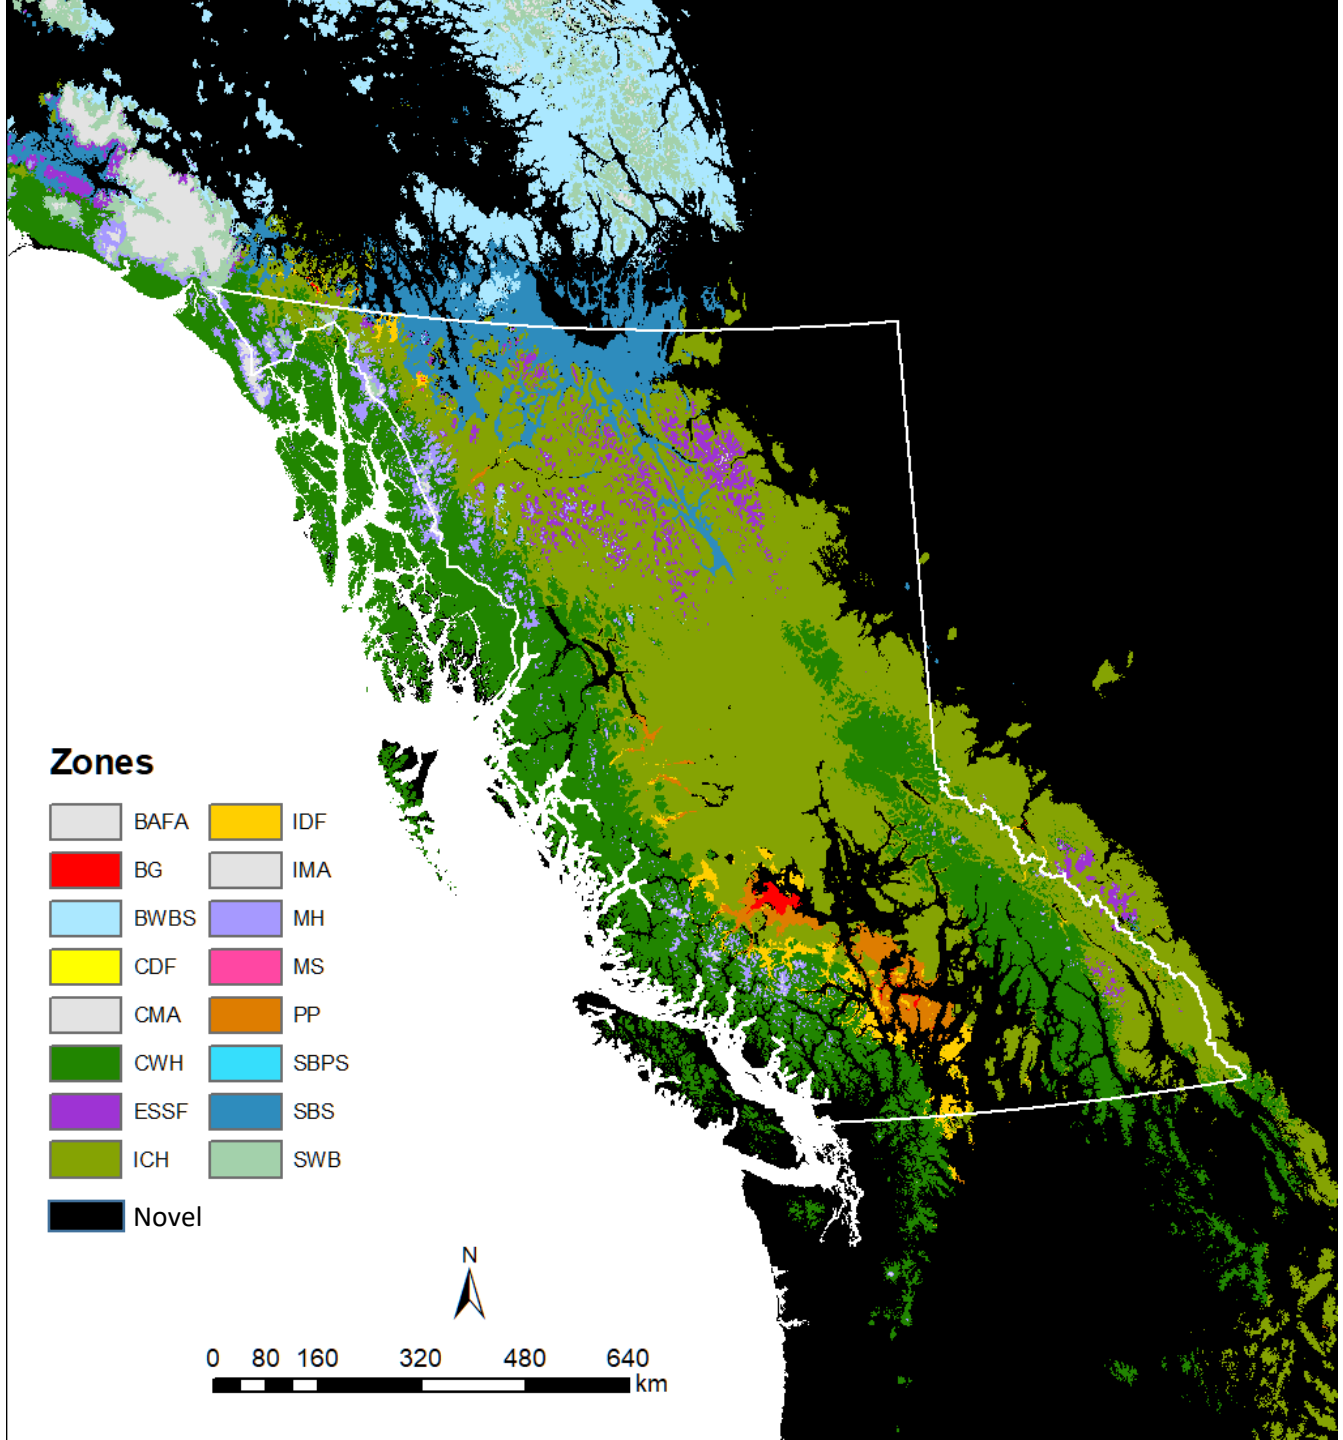 Zones
BAFA IDF
BG IMA
BWBS MH
CDF MS
CMA PP
CWH SBPS
ESSF SBS
ICH SWB
Novel
N
0 80 160 320 480 640
km